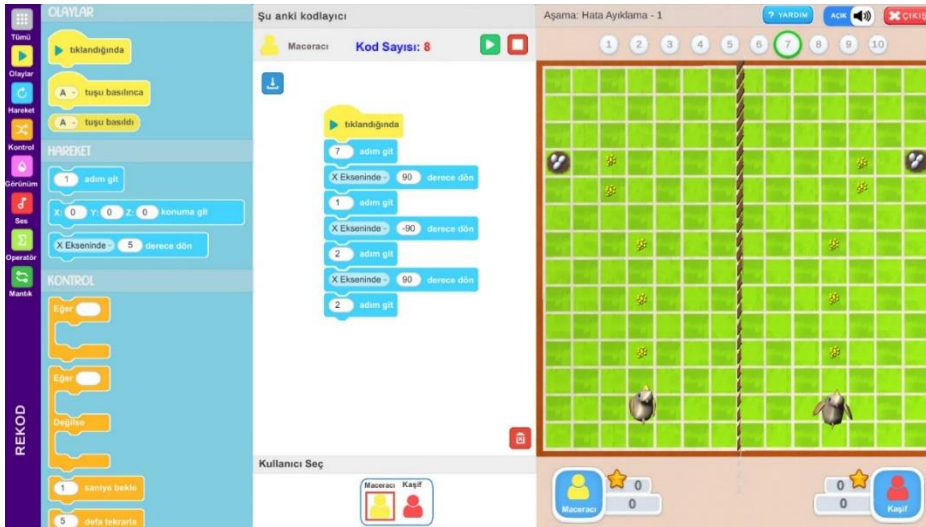 Tümü
Olaylar
Hareket
Kontrol
Görünüm
Ses
Operatör
Mantık
REKOD
OLAYLAR
tıklandığında
A tuşu basılınca
A tuşu basıldı
HAREKET
1 adım git
X: 0 Y: 0 Z: 0 konuma git
X Ekseninde 5 derece dön
KONTROL
Eğer
Eğer
Değilse
1 saniye bekle
5 defa tekrarla
Şu anki kodlayıcı
Maceracı Kod Sayısı: 8
tıklandığında
7 adım git
X Ekseninde 90 derece dön
1 adım git
X Ekseninde -90 derece dön
2 adım git
X Ekseninde 90 derece dön
2 adım git
Kullanıcı Seç
Maceracı Kaşif
Aşama: Hata Ayıklama - 1
? YARDIM
AÇIK
ÇIKIŞ
1 2 3 4 5 6 7 8 9 10
Maceracı
0
0
0
0
Kaşif